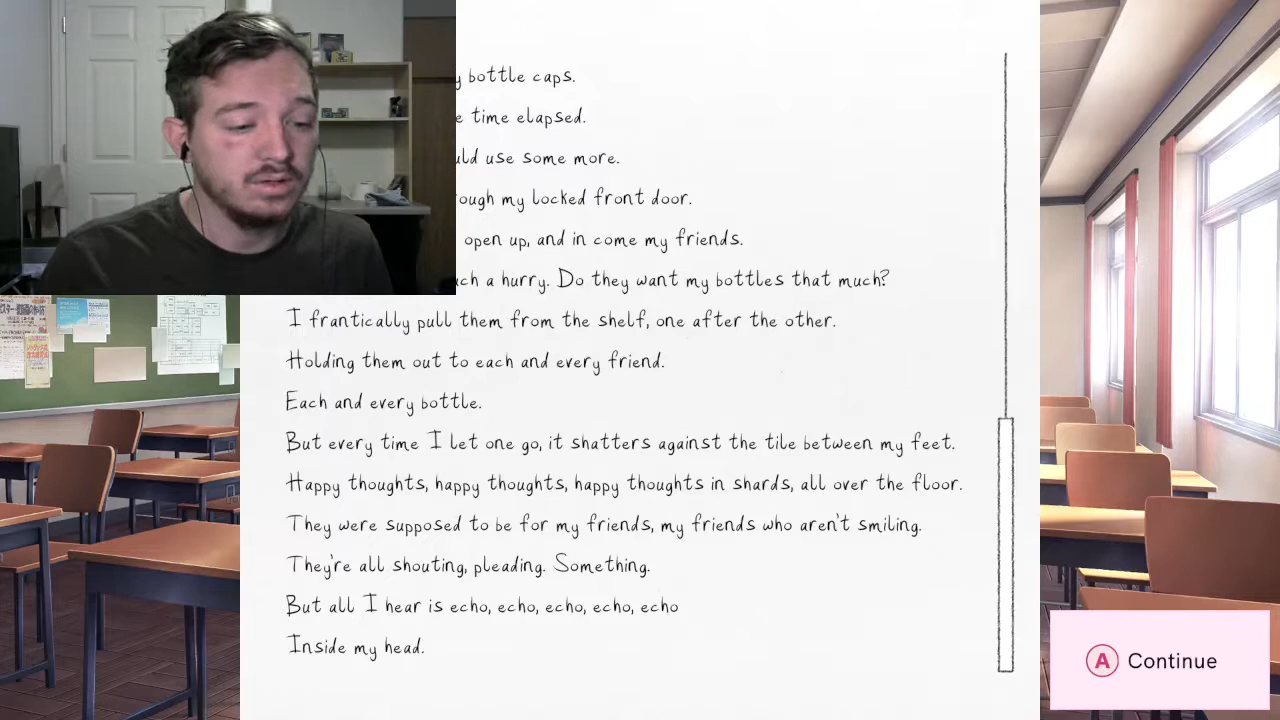 bottle caps.
time elapsed.
use some more.
my locked front door.
open up, and in come my friends.
a hurry. Do they want my bottles that much?
I frantically pull them from the shelf, one after the other.
Holding them out to each and every friend.
Each and every bottle.
But every time I let one go, it shatters against the tile between my feet.
Happy thoughts, happy thoughts, happy thoughts in shards, all over the floor.
They were supposed to be for my friends, my friends who aren't smiling.
They're all shouting, pleading. Something.
But all I hear is echo, echo, echo, echo, echo
Inside my head.
A Continue